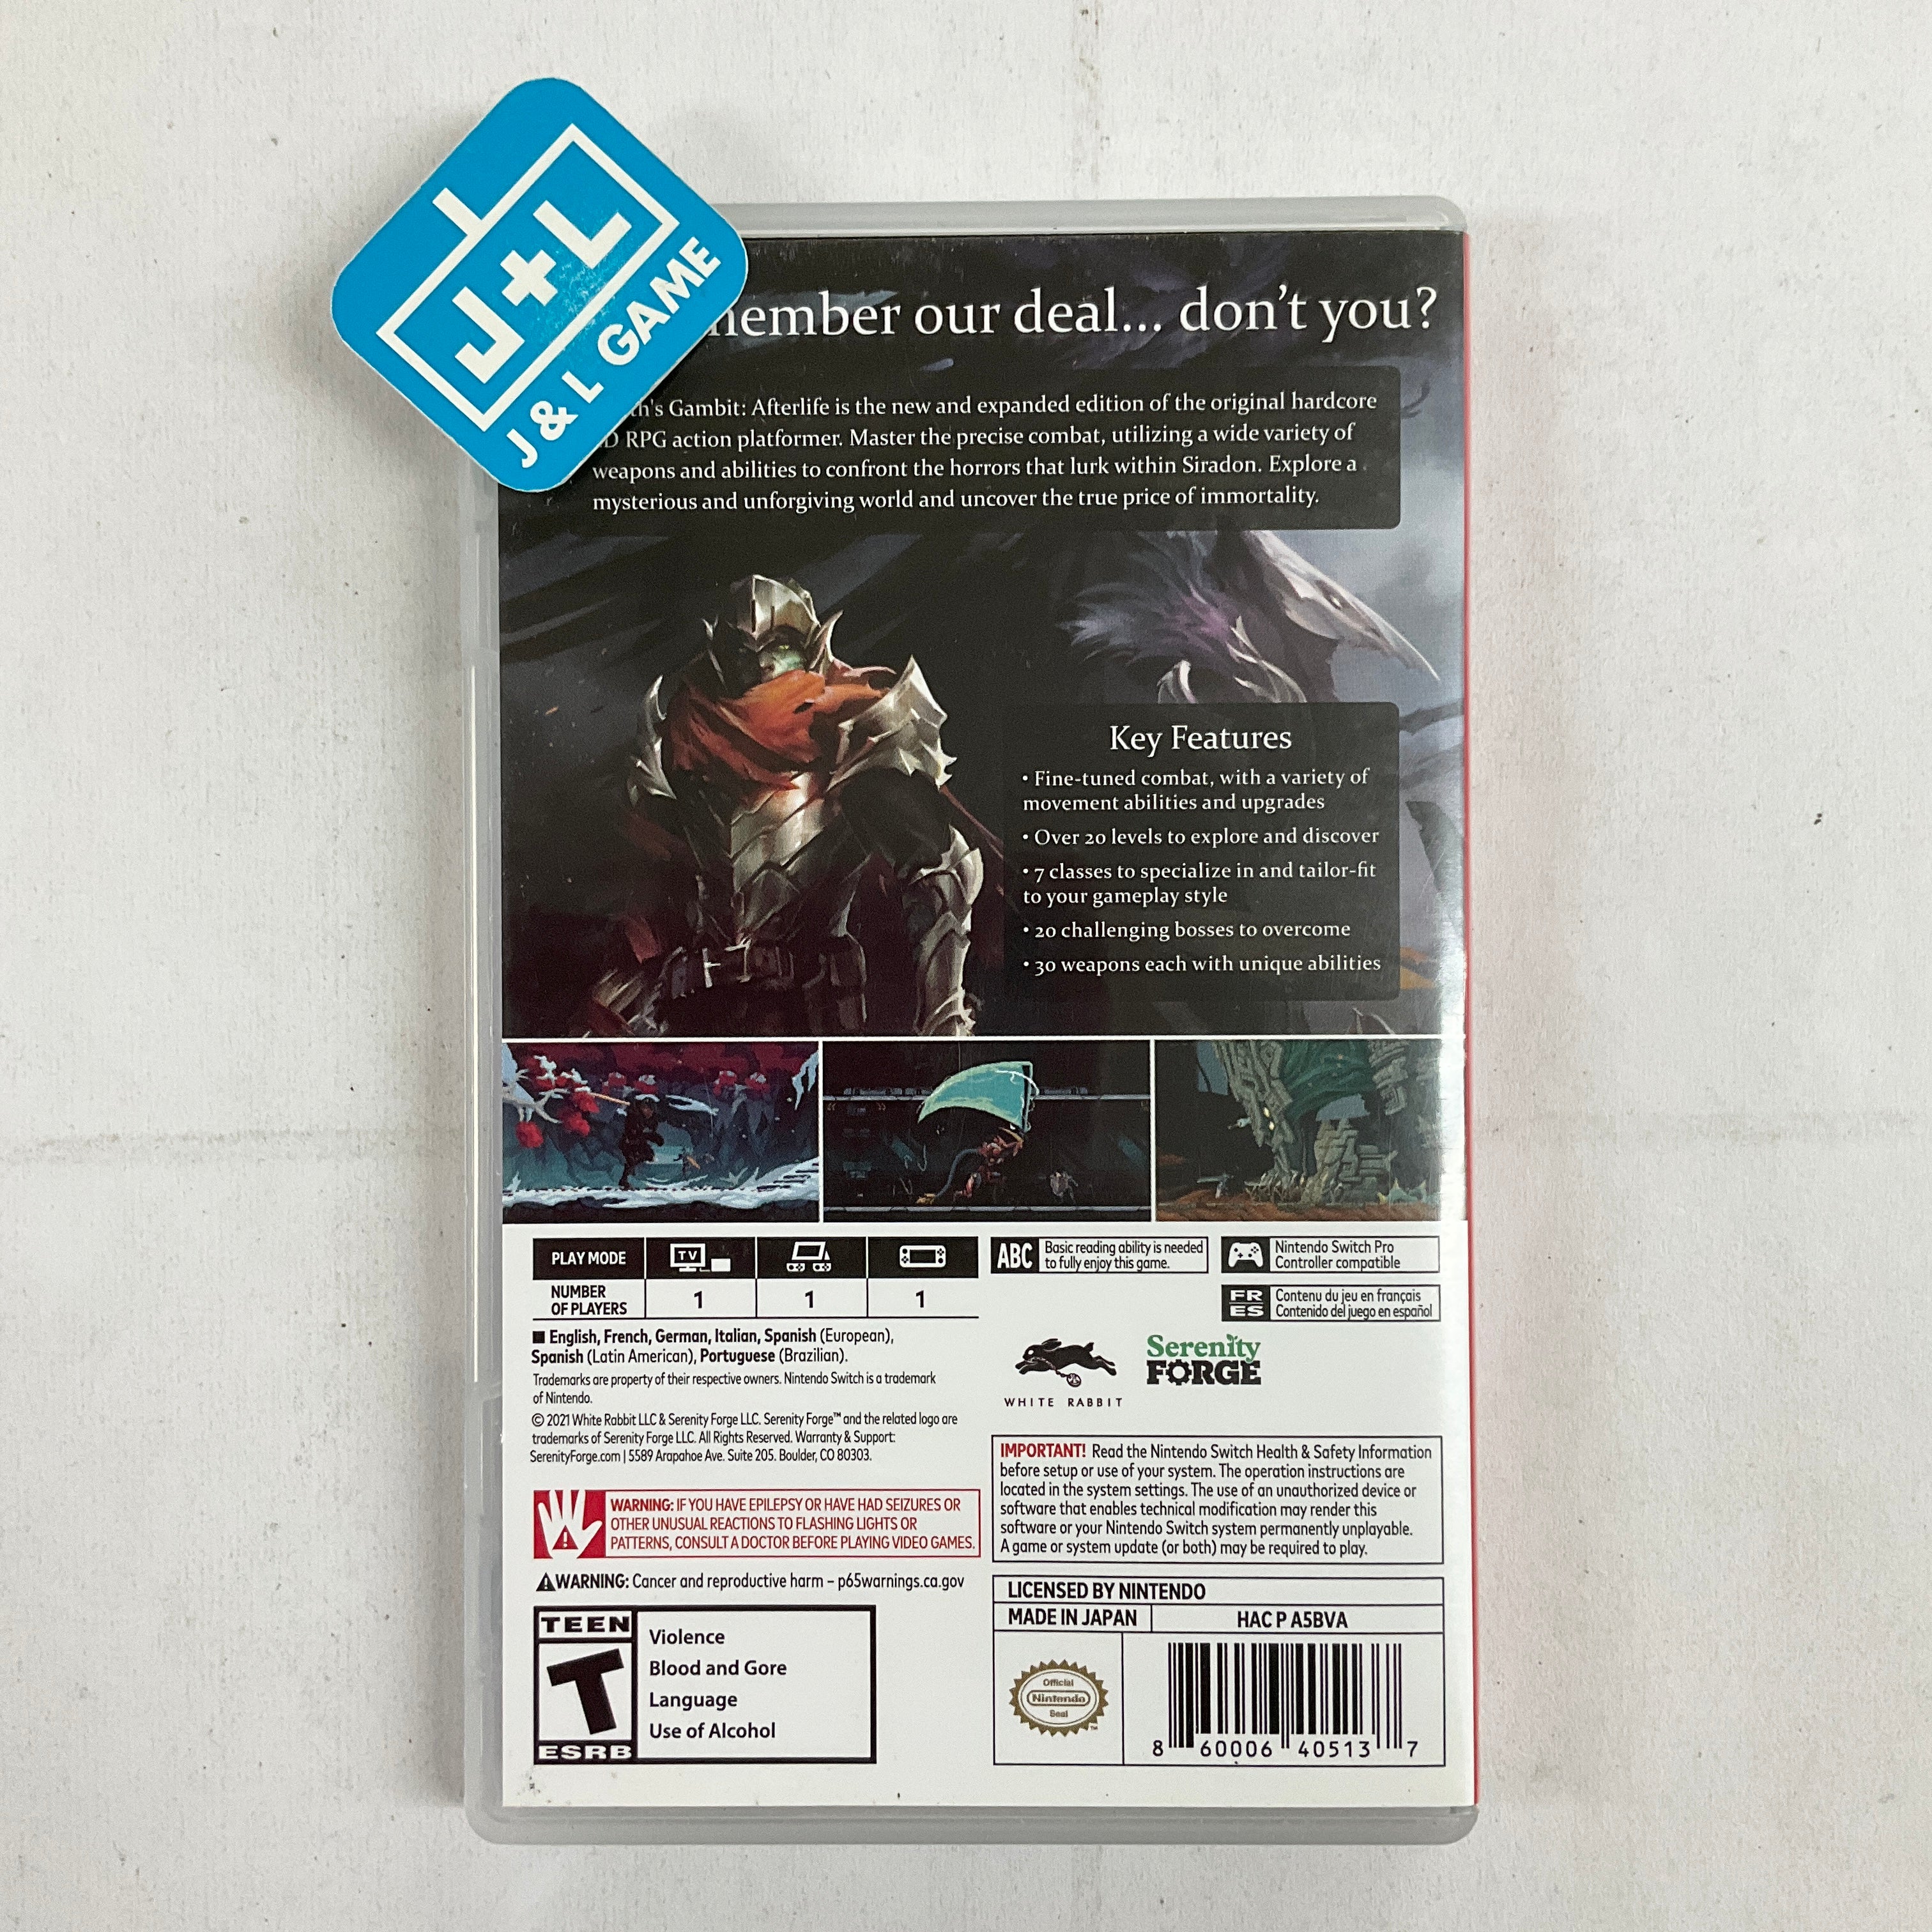 J+L
J & L GAME
our deal... don't you?
Gambit: Afterlife is the new and expanded edition of the original hardcore
RPG action platformer. Master the precise combat, utilizing a wide variety of
weapons and abilities to confront the horrors that lurk within Siradon. Explore a
mysterious and unforgiving world and uncover the true price of immortality.
Key Features
• Fine-tuned combat, with a variety of
movement abilities and upgrades
• Over 20 levels to explore and discover
• 7 classes to specialize in and tailor-fit
to your gameplay style
• 20 challenging bosses to overcome
• 30 weapons each with unique abilities
PLAY MODE
TV
NUMBER
OF PLAYERS
1 1 1
ABC
Basic reading ability is needed
to fully enjoy this game.
Nintendo Switch Pro
Controller compatible
FR
ES
Contenu du jeu en français
Contenido del juego en español
■ English, French, German, Italian, Spanish (European),
Spanish (Latin American), Portuguese (Brazilian).
Trademarks are property of their respective owners. Nintendo Switch is a trademark
of Nintendo.
© 2021 White Rabbit LLC & Serenity Forge LLC. Serenity Forge™ and the related logo are
trademarks of Serenity Forge LLC. All Rights Reserved. Warranty & Support:
SerenityForge.com | 5589 Arapahoe Ave. Suite 205. Boulder, CO 80303.
WHITE RABBIT
Serenity
FORGE
WARNING: IF YOU HAVE EPILEPSY OR HAVE HAD SEIZURES OR
OTHER UNUSUAL REACTIONS TO FLASHING LIGHTS OR
PATTERNS, CONSULT A DOCTOR BEFORE PLAYING VIDEO GAMES.
WARNING: Cancer and reproductive harm – p65warnings.ca.gov
IMPORTANT! Read the Nintendo Switch Health & Safety Information
before setup or use of your system. The operation instructions are
located in the system settings. The use of an unauthorized device or
software that enables technical modification may render this
software or your Nintendo Switch system permanently unplayable.
A game or system update (or both) may be required to play.
TEEN
T
ESRB
Violence
Blood and Gore
Language
Use of Alcohol
LICENSED BY NINTENDO
MADE IN JAPAN
HAC P A5BVA
Official
Nintendo
Seal
™
8 60006 40513 7